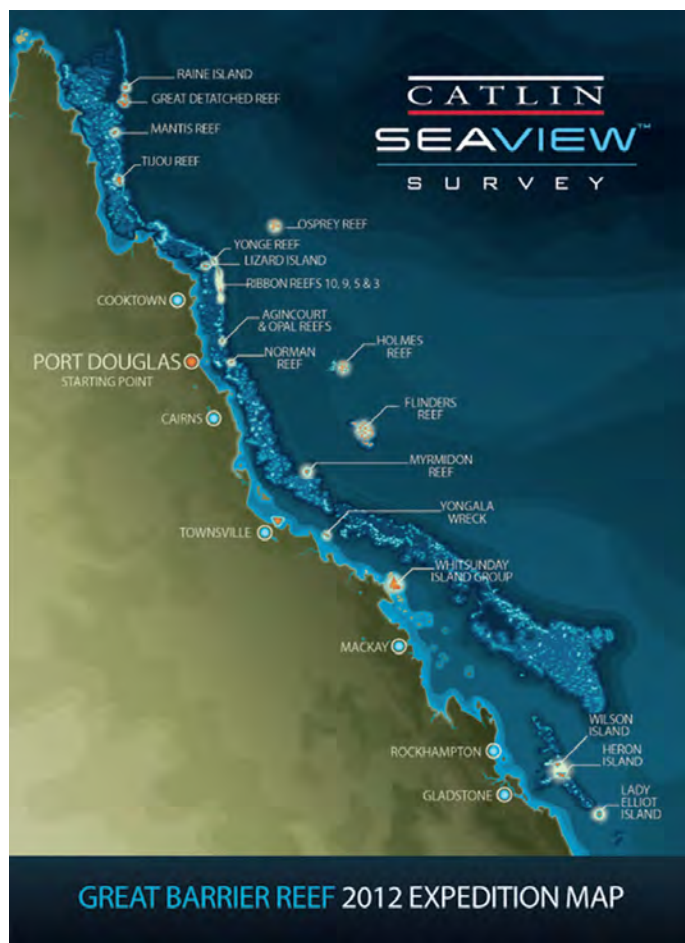 CATLIN
SEAVIEW™
SURVEY
RAINE ISLAND
GREAT DETATCHED REEF
MANTIS REEF
TIJOU REEF
OSPREY REEF
YONGE REEF
LIZARD ISLAND
RIBBON REEFS 10, 9, 5 & 3
COOKTOWN
AGINCOURT
& OPAL REEFS
HOLMES
REEF
NORMAN
REEF
PORT DOUGLAS
STARTING POINT
FLINDERS
REEF
CAIRNS
MYRMIDON
REEF
YONGALA
WRECK
TOWNSVILLE
WHITSUNDAY
ISLAND GROUP
MACKAY
WILSON
ISLAND
HERON
ISLAND
ROCKHAMPTON
GLADSTONE
LADY
ELLIOT
ISLAND
GREAT BARRIER REEF 2012 EXPEDITION MAP